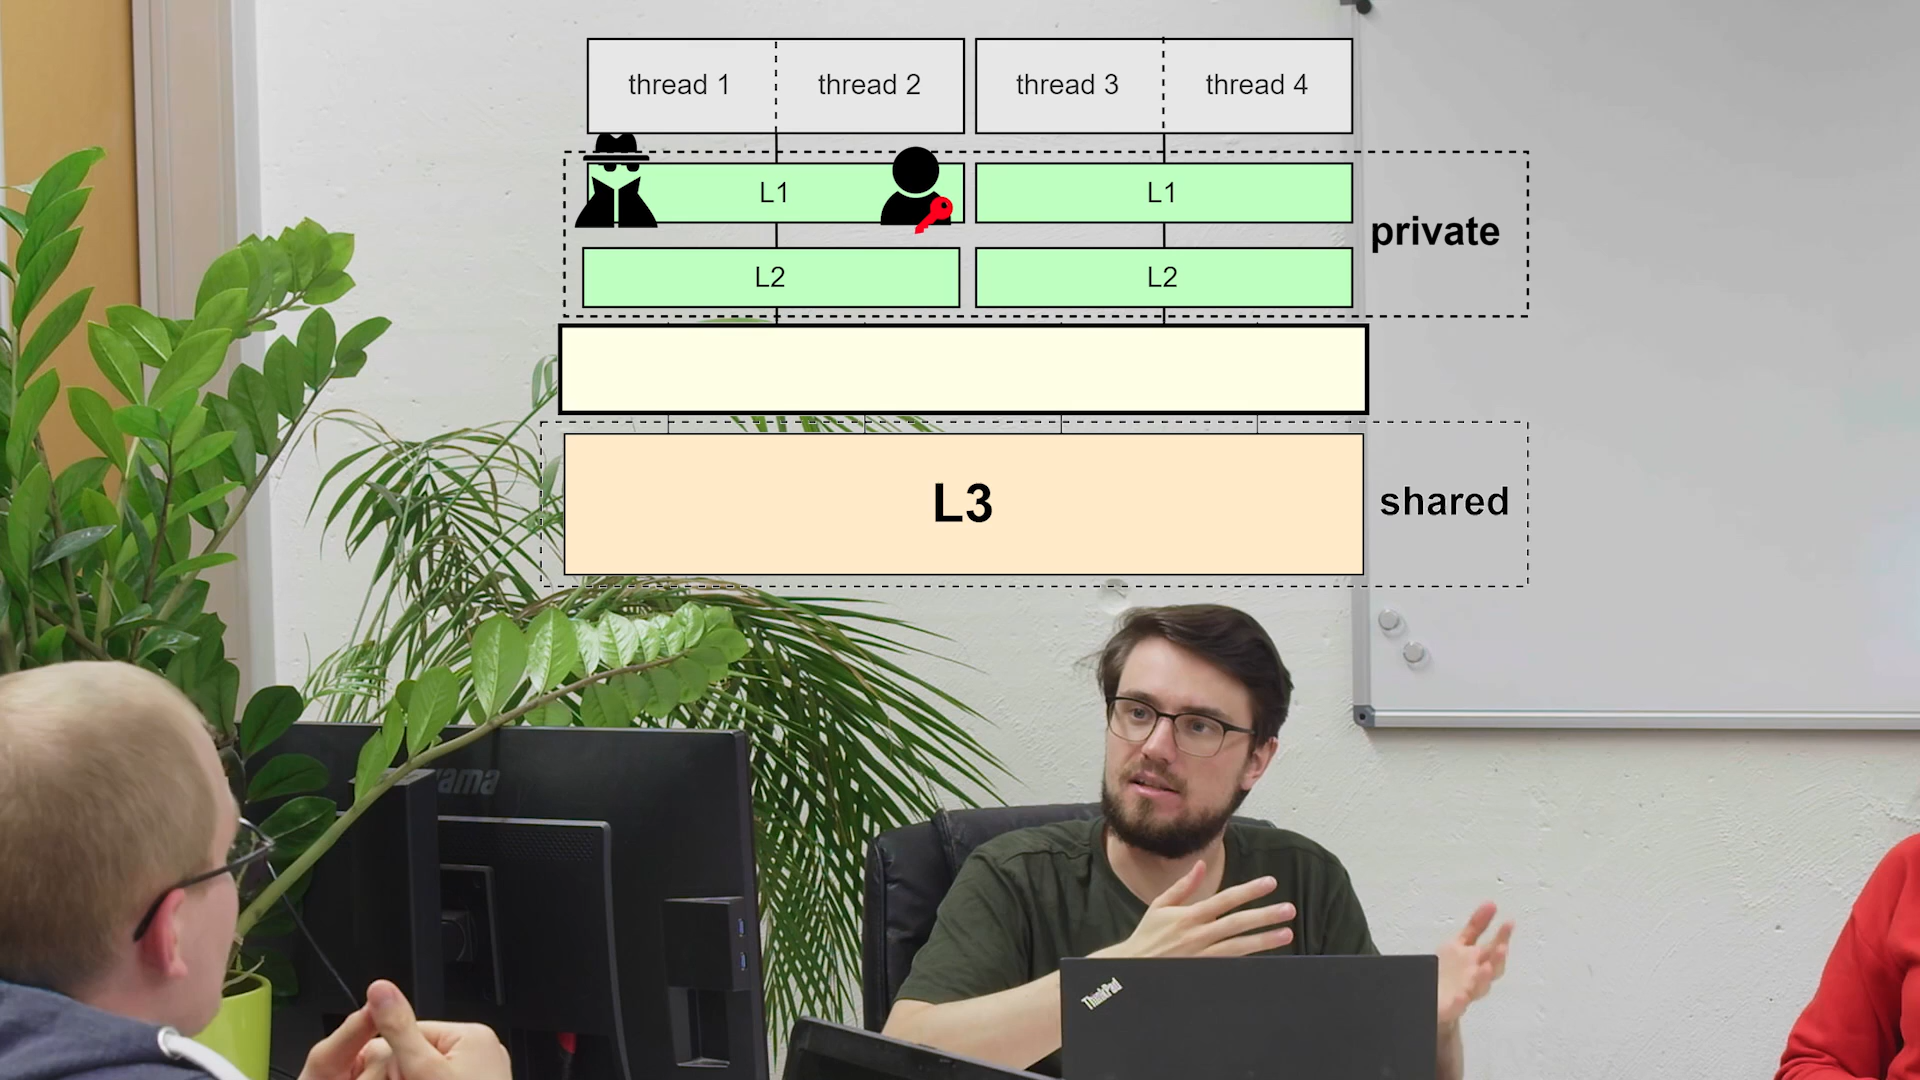 thread 1
thread 2
thread 3
thread 4
L1
L1
private
L2
L2
L3
shared
ThinkPad